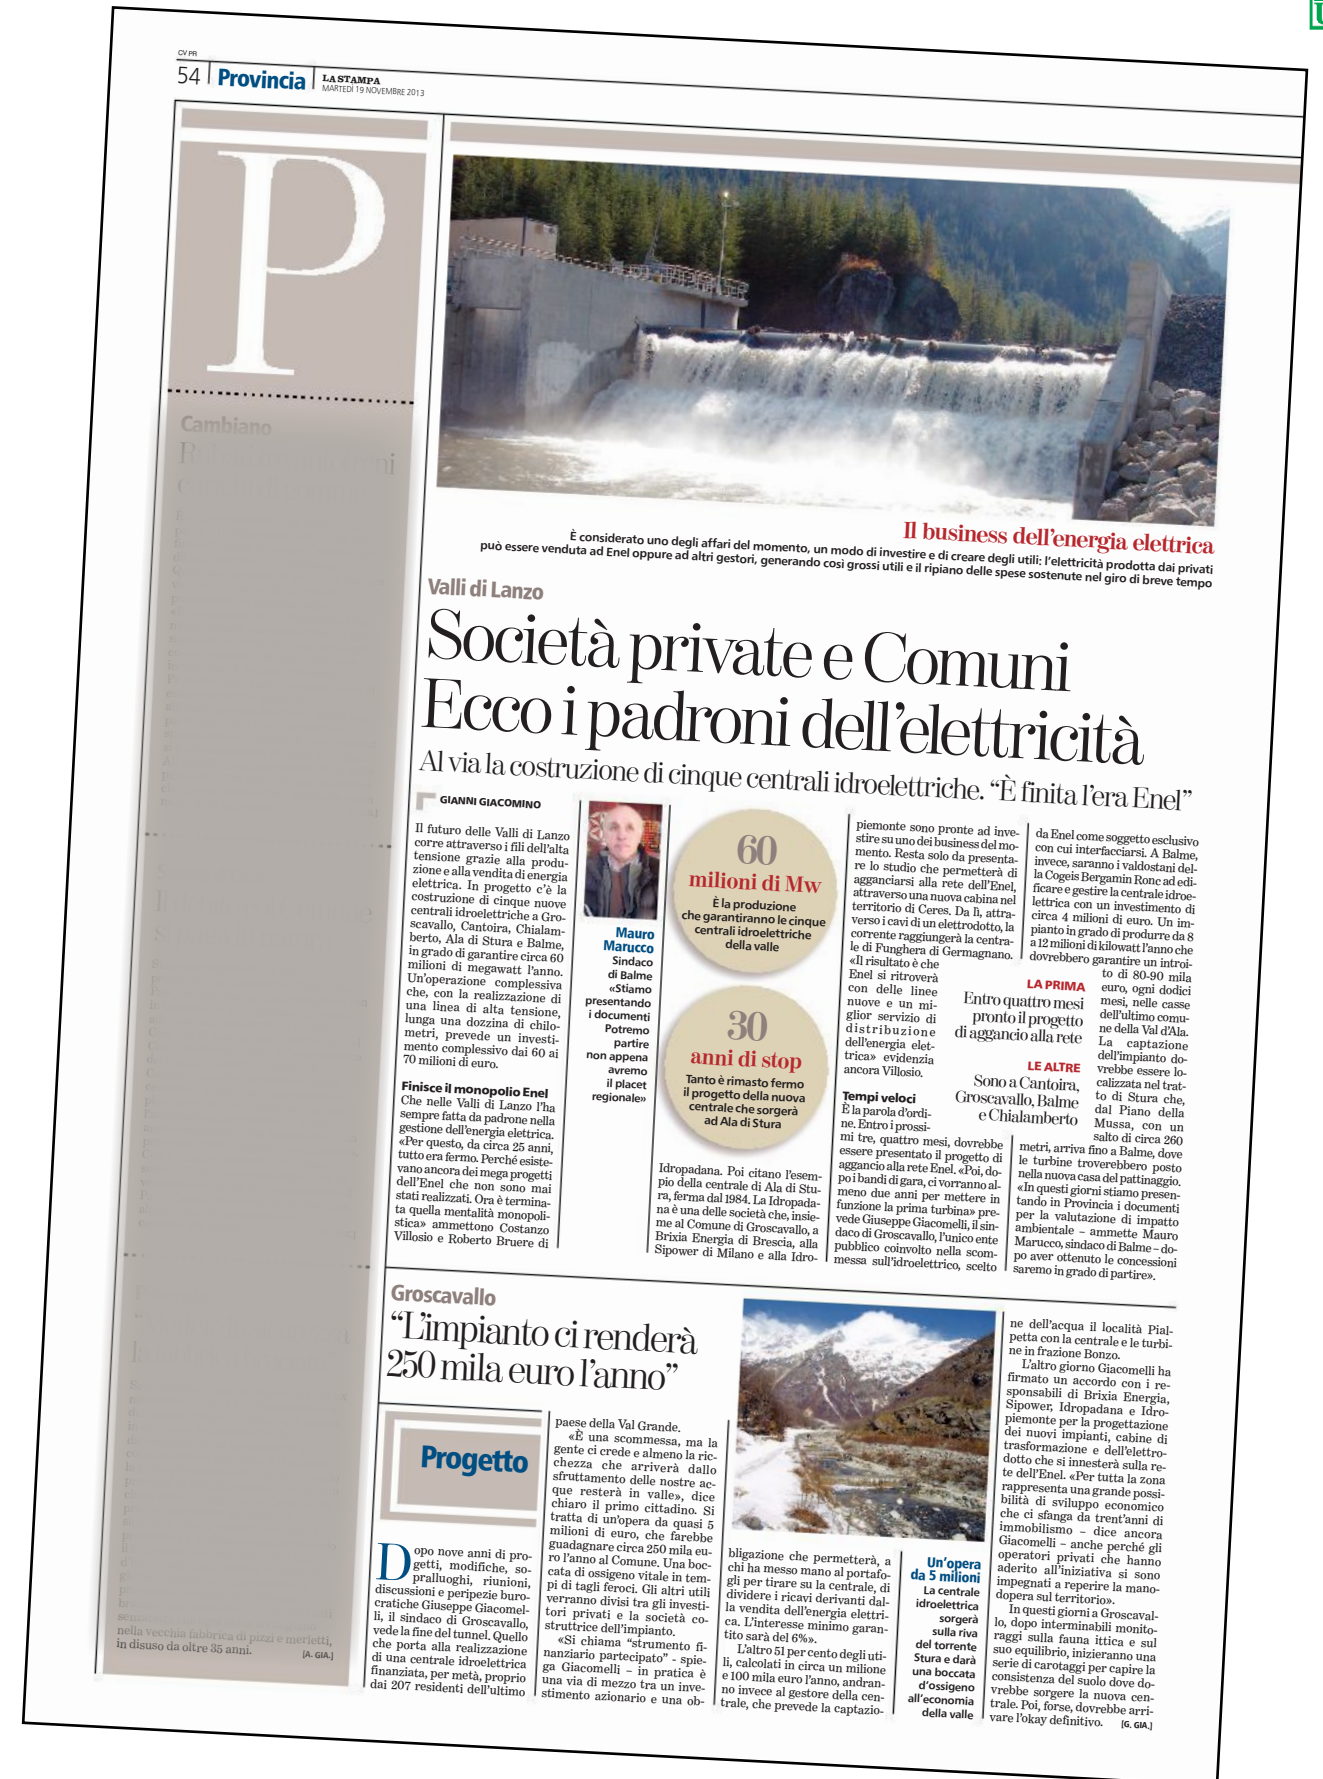 CV PR
54 Provincia LA STAMPA
MARTEDÌ 19 NOVEMBRE 2013
P
Cambiano
nella vecchia fabbrica di pizzi e merletti,
in disuso da oltre 35 anni. [A. GIA.]
Il business dell'energia elettrica
È considerato uno degli affari del momento, un modo di investire e di creare degli utili: l'elettricità prodotta dai privati
può essere venduta ad Enel oppure ad altri gestori, generando così grossi utili e il ripiano delle spese sostenute nel giro di breve tempo
Valli di Lanzo
Società private e Comuni
Ecco i padroni dell'elettricità
Al via la costruzione di cinque centrali idroelettriche. “È finita l'era Enel”
GIANNI GIACOMINO
Il futuro delle Valli di Lanzo
corre attraverso i fili dell'alta
tensione grazie alla produ-
zione e alla vendita di energia
elettrica. In progetto c'è la
costruzione di cinque nuove
centrali idroelettriche a Gro-
scavallo, Cantoira, Chialam-
berto, Ala di Stura e Balme,
in grado di garantire circa 60
milioni di megawatt l'anno.
Un'operazione complessiva
che, con la realizzazione di
una linea di alta tensione,
lunga una dozzina di chilo-
metri, prevede un investi-
mento complessivo dai 60 ai
70 milioni di euro.
Finisce il monopolio Enel
Che nelle Valli di Lanzo l'ha
sempre fatta da padrone nella
gestione dell'energia elettrica.
«Per questo, da circa 25 anni,
tutto era fermo. Perché esiste-
vano ancora dei mega progetti
dell'Enel che non sono mai
stati realizzati. Ora è termina-
ta quella mentalità monopoli-
stica» ammettono Costanzo
Villosio e Roberto Bruere di
Mauro
Marucco
Sindaco
di Balme
«Stiamo
presentando
i documenti
Potremo
partire
non appena
avremo
il placet
regionale»
60
milioni di Mw
È la produzione
che garantiranno le cinque
centrali idroelettriche
della valle
30
anni di stop
Tanto è rimasto fermo
il progetto della nuova
centrale che sorgerà
ad Ala di Stura
Idropadana. Poi citano l'esem-
pio della centrale di Ala di Stu-
ra, ferma dal 1984. La Idropada-
na è una delle società che, insie-
me al Comune di Groscavallo, a
Brixia Energia di Brescia, alla
Sipower di Milano e alla Idro-
piemonte sono pronte ad inve-
stire su uno dei business del mo-
mento. Resta solo da presenta-
re lo studio che permetterà di
agganciarsi alla rete dell'Enel,
attraverso una nuova cabina nel
territorio di Ceres. Da lì, attra-
verso i cavi di un elettrodotto, la
corrente raggiungerà la centra-
le di Funghera di Germagnano.
«Il risultato è che
Enel si ritroverà
con delle linee
nuove e un mi-
glior servizio di
distribuzione
dell'energia elet-
trica» evidenzia
ancora Villosio.
Tempi veloci
È la parola d'ordi-
ne. Entro i prossi-
mi tre, quattro mesi, dovrebbe
essere presentato il progetto di
aggancio alla rete Enel. «Poi, do-
po i bandi di gara, ci vorranno al-
meno due anni per mettere in
funzione la prima turbina» pre-
vede Giuseppe Giacomelli, il sin-
daco di Groscavallo, l'unico ente
pubblico coinvolto nella scom-
messa sull'idroelettrico, scelto
LA PRIMA
Entro quattro mesi
pronto il progetto
di aggancio alla rete
LE ALTRE
Sono a Cantoira,
Groscavallo, Balme
e Chialamberto
da Enel come soggetto esclusivo
con cui interfacciarsi. A Balme,
invece, saranno i valdostani del-
la Cogeis Bergamin Ronc ad edi-
ficare e gestire la centrale idroe-
lettrica con un investimento di
circa 4 milioni di euro. Un im-
pianto in grado di produrre da 8
a 12 milioni di kilowatt l'anno che
dovrebbero garantire un introi-
to di 80-90 mila
euro, ogni dodici
mesi, nelle casse
dell'ultimo comu-
ne della Val d'Ala.
La captazione
dell'impianto do-
vrebbe essere lo-
calizzata nel trat-
to di Stura che,
dal Piano della
Mussa, con un
salto di circa 260
metri, arriva fino a Balme, dove
le turbine troverebbero posto
nella nuova casa del pattinaggio.
«In questi giorni stiamo presen-
tando in Provincia i documenti
per la valutazione di impatto
ambientale – ammette Mauro
Marucco, sindaco di Balme – do-
po aver ottenuto le concessioni
saremo in grado di partire».
Groscavallo
“L'impianto ci renderà
250 mila euro l'anno”
Progetto
Dopo nove anni di pro-
getti, modifiche, so-
pralluoghi, riunioni,
discussioni e peripezie buro-
cratiche Giuseppe Giacomel-
li, il sindaco di Groscavallo,
vede la fine del tunnel. Quello
che porta alla realizzazione
di una centrale idroelettrica
finanziata, per metà, proprio
dai 207 residenti dell'ultimo
paese della Val Grande.
«È una scommessa, ma la
gente ci crede e almeno la ric-
chezza che arriverà dallo
sfruttamento delle nostre ac-
que resterà in valle», dice
chiaro il primo cittadino. Si
tratta di un'opera da quasi 5
milioni di euro, che farebbe
guadagnare circa 250 mila eu-
ro l'anno al Comune. Una boc-
cata di ossigeno vitale in tem-
pi di tagli feroci. Gli altri utili
verranno divisi tra gli investi-
tori privati e la società co-
struttrice dell'impianto.
«Si chiama “strumento fi-
nanziario partecipato” - spie-
ga Giacomelli – in pratica è
una via di mezzo tra un inve-
stimento azionario e una ob-
bligazione che permetterà, a
chi ha messo mano al portafo-
gli per tirare su la centrale, di
dividere i ricavi derivanti dal-
la vendita dell'energia elettri-
ca. L'interesse minimo garan-
tito sarà del 6%».
L'altro 51 per cento degli uti-
li, calcolati in circa un milione
e 100 mila euro l'anno, andran-
no invece al gestore della cen-
trale, che prevede la captazio-
Un'opera
da 5 milioni
La centrale
idroelettrica
sorgerà
sulla riva
del torrente
Stura e darà
una boccata
d'ossigeno
all'economia
della valle
ne dell'acqua il località Pial-
petta con la centrale e le turbi-
ne in frazione Bonzo.
L'altro giorno Giacomelli ha
firmato un accordo con i re-
sponsabili di Brixia Energia,
Sipower, Idropadana e Idro-
piemonte per la progettazione
dei nuovi impianti, cabine di
trasformazione e dell'elettro-
dotto che si innesterà sulla re-
te dell'Enel. «Per tutta la zona
rappresenta una grande possi-
bilità di sviluppo economico
che ci sfanga da trent'anni di
immobilismo – dice ancora
Giacomelli – anche perché gli
operatori privati che hanno
aderito all'iniziativa si sono
impegnati a reperire la mano-
dopera sul territorio».
In questi giorni a Groscaval-
lo, dopo interminabili monito-
raggi sulla fauna ittica e sul
suo equilibrio, inizieranno una
serie di carotaggi per capire la
consistenza del suolo dove do-
vrebbe sorgere la nuova cen-
trale. Poi, forse, dovrebbe arri-
vare l'okay definitivo. [G. GIA.]